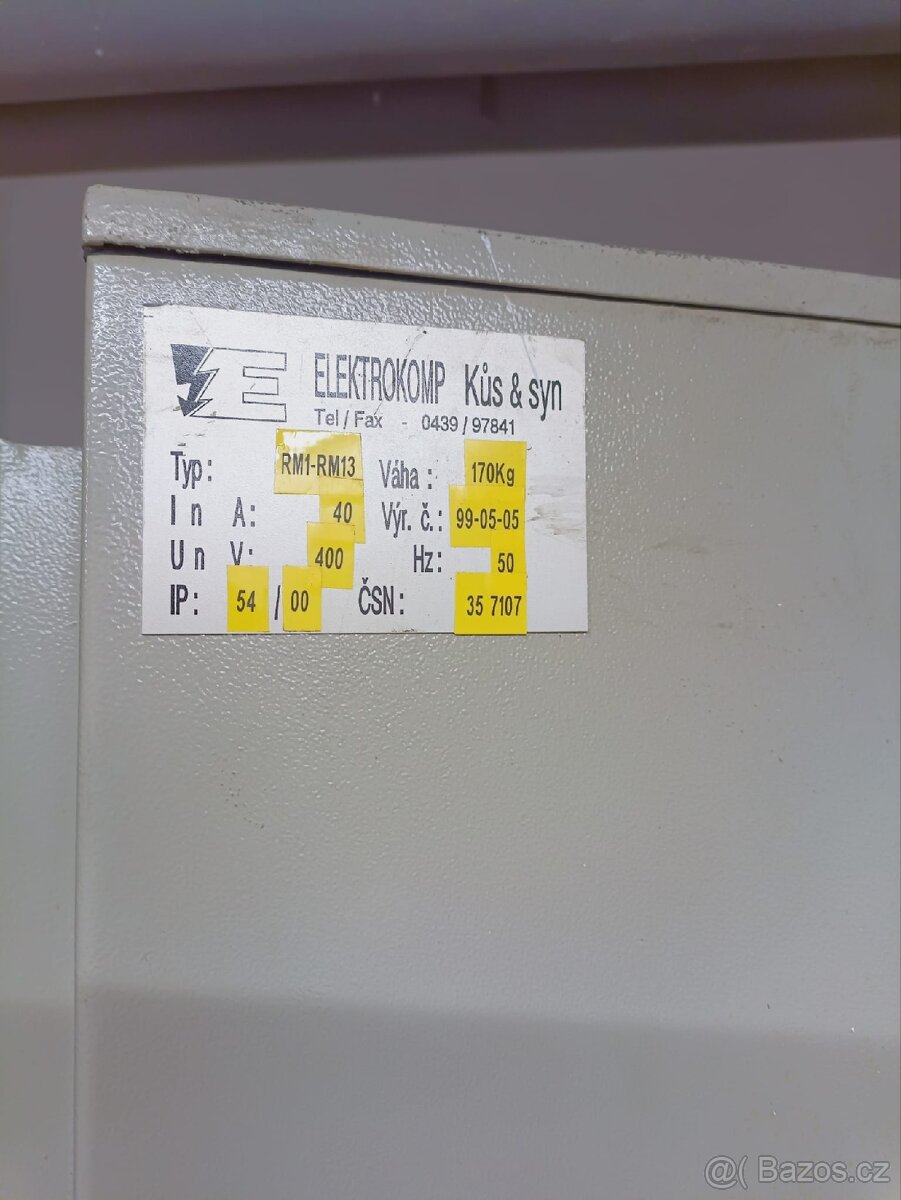 E ELEKTROKOMP Kůs & syn
Tel / Fax - 0439 / 97841
Typ: RM1-RM13 Váha : 170Kg
In A: 40 Výr. č.: 99-05-05
Un V: 400 Hz: 50
IP: 54 / 00 ČSN: 35 7107
@( Bazos.cz